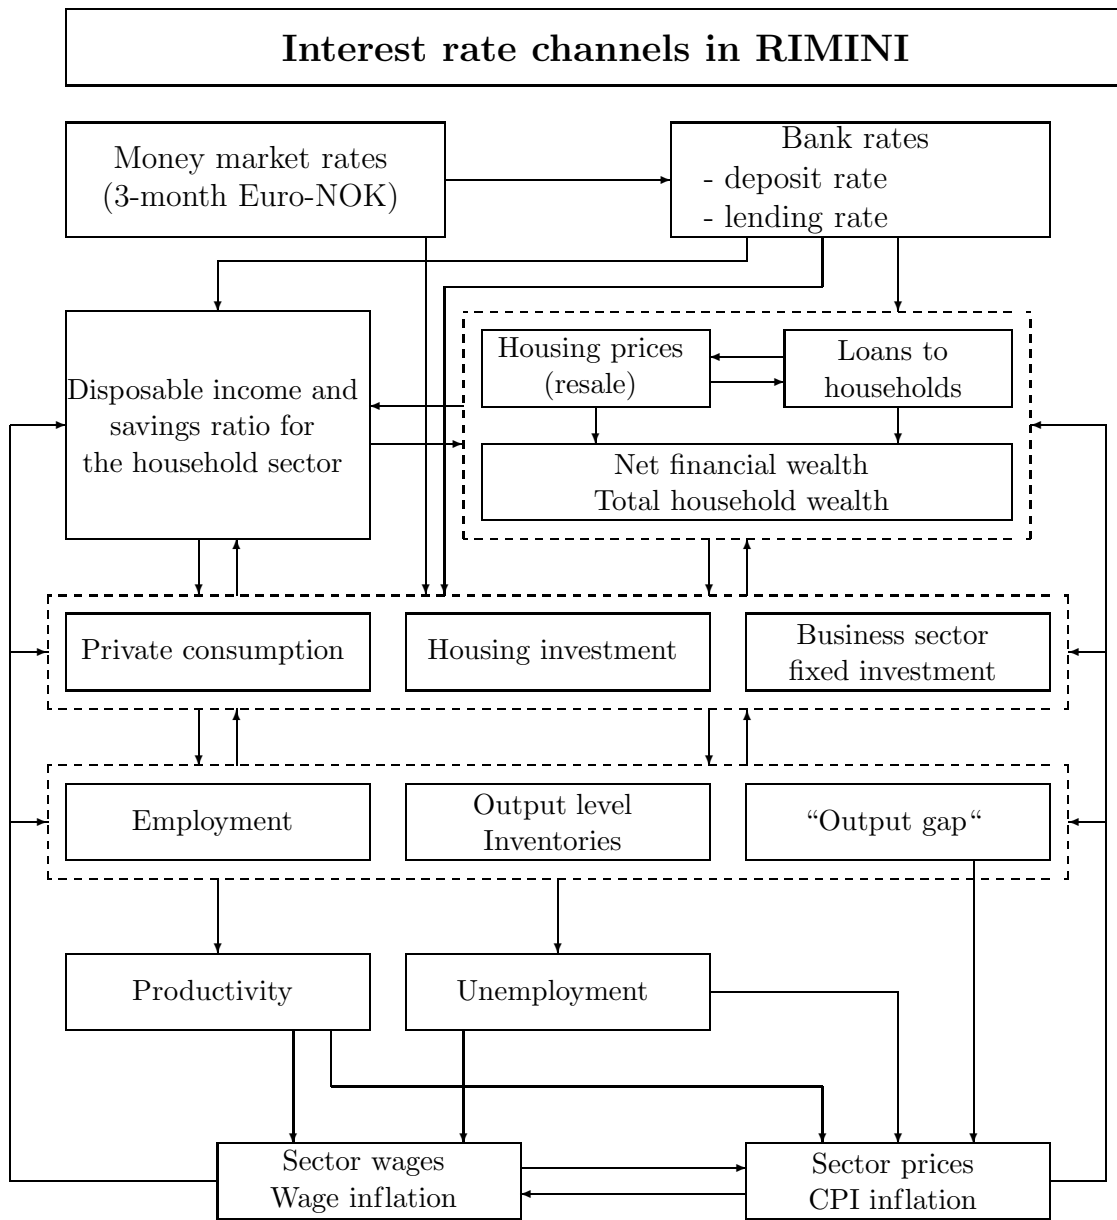 Interest rate channels in RIMINI
Money market rates
(3-month Euro-NOK)
Bank rates
- deposit rate
- lending rate
Disposable income and
savings ratio for
the household sector
Housing prices
(resale)
Loans to
households
Net financial wealth
Total household wealth
Private consumption
Housing investment
Business sector
fixed investment
Employment
Output level
Inventories
“Output gap“
Productivity
Unemployment
Sector wages
Wage inflation
Sector prices
CPI inflation